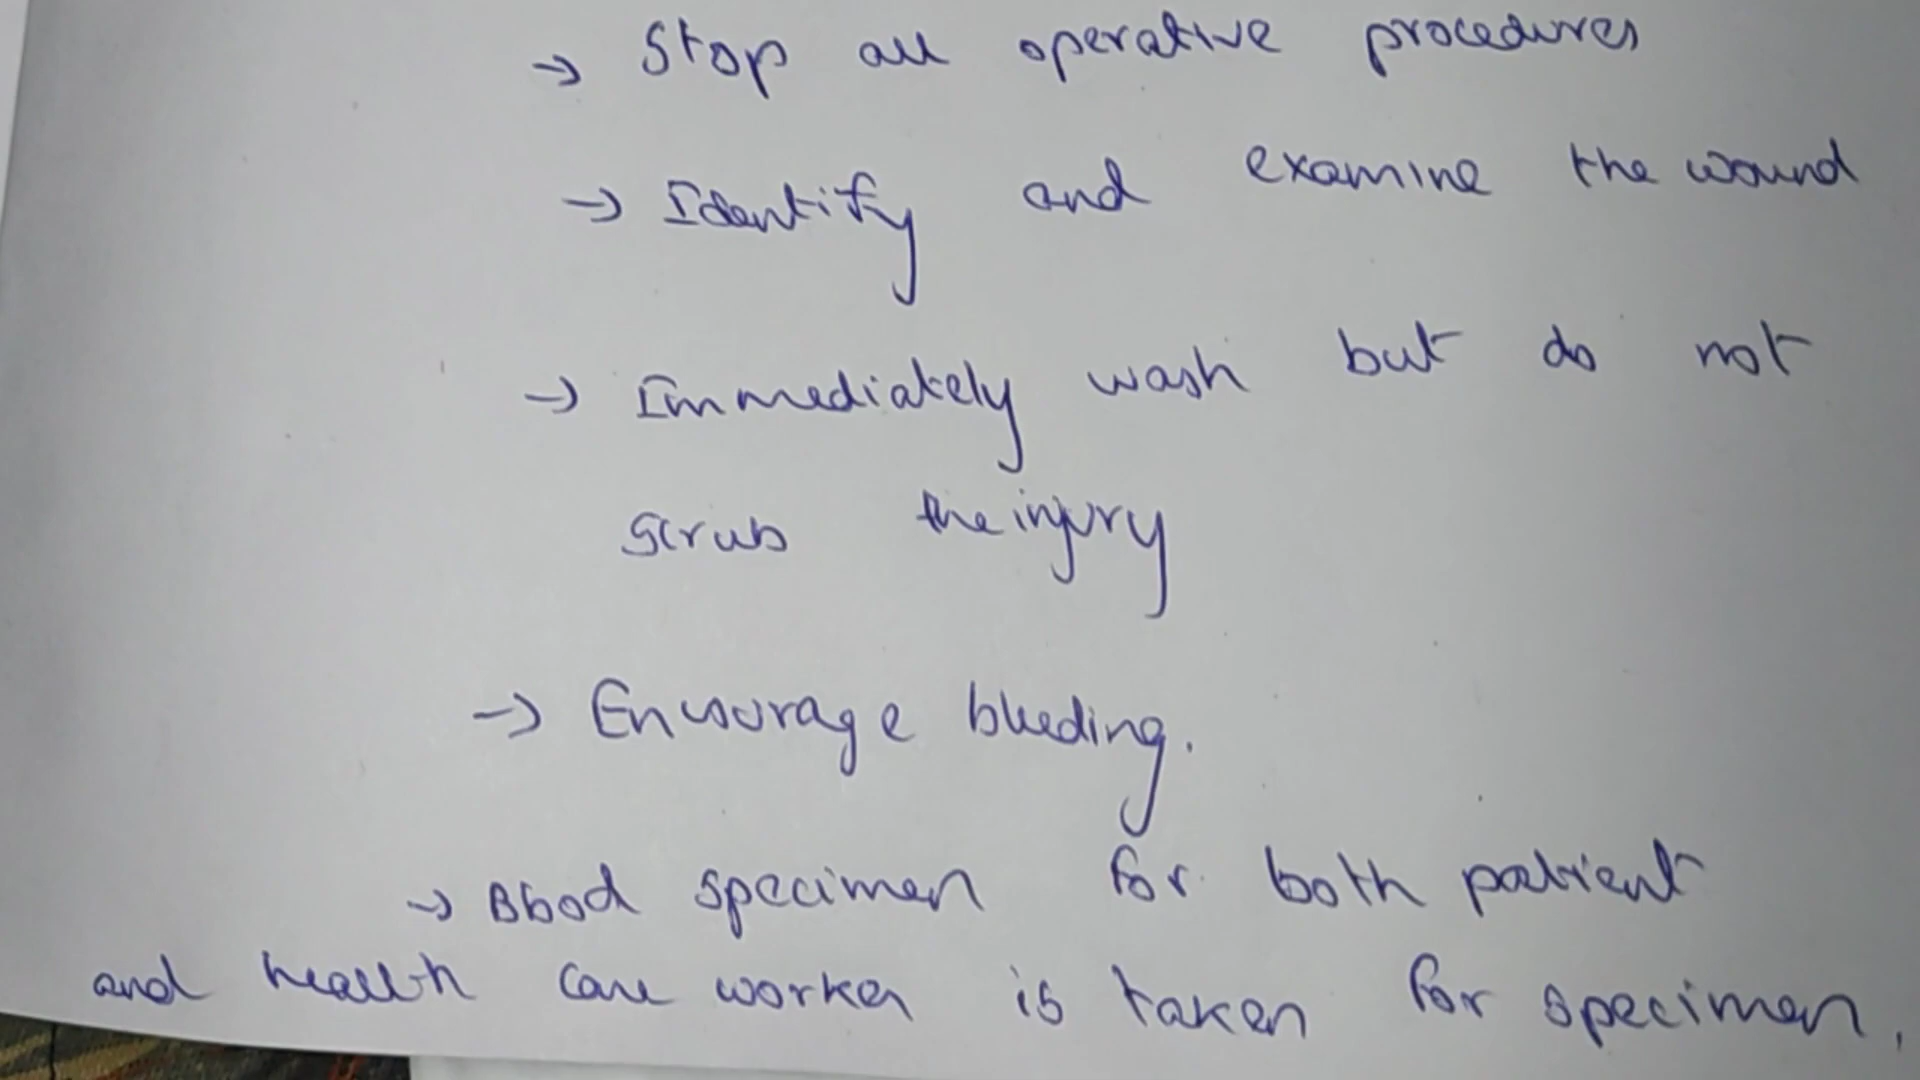 → Stop all operative procedures
→ Identify and examine the wound
→ Immediately wash but do not
scrub the injury
→ Encourage bleeding.
→ Blood specimen for both patient
and health care worker is taken for specimen.